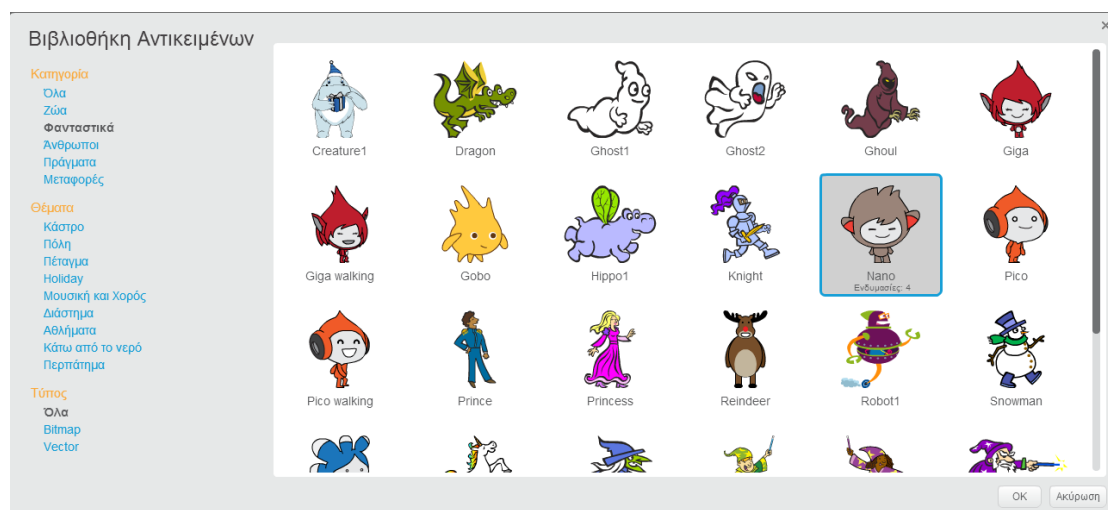 Βιβλιοθήκη Αντικειμένων
×
Κατηγορία
Όλα
Ζώα
Φανταστικά
Άνθρωποι
Πράγματα
Μεταφορές
Θέματα
Κάστρο
Πόλη
Πέταγμα
Holiday
Μουσική και Χορός
Διάστημα
Αθλήματα
Κάτω από το νερό
Περπάτημα
Τύπος
Όλα
Bitmap
Vector
Creature1 Dragon Ghost1 Ghost2 Ghoul Giga
Giga walking Gobo Hippo1 Knight Nano Pico
Ενδυμασίες: 4
Pico walking Prince Princess Reindeer Robot1 Snowman
OK Ακύρωση